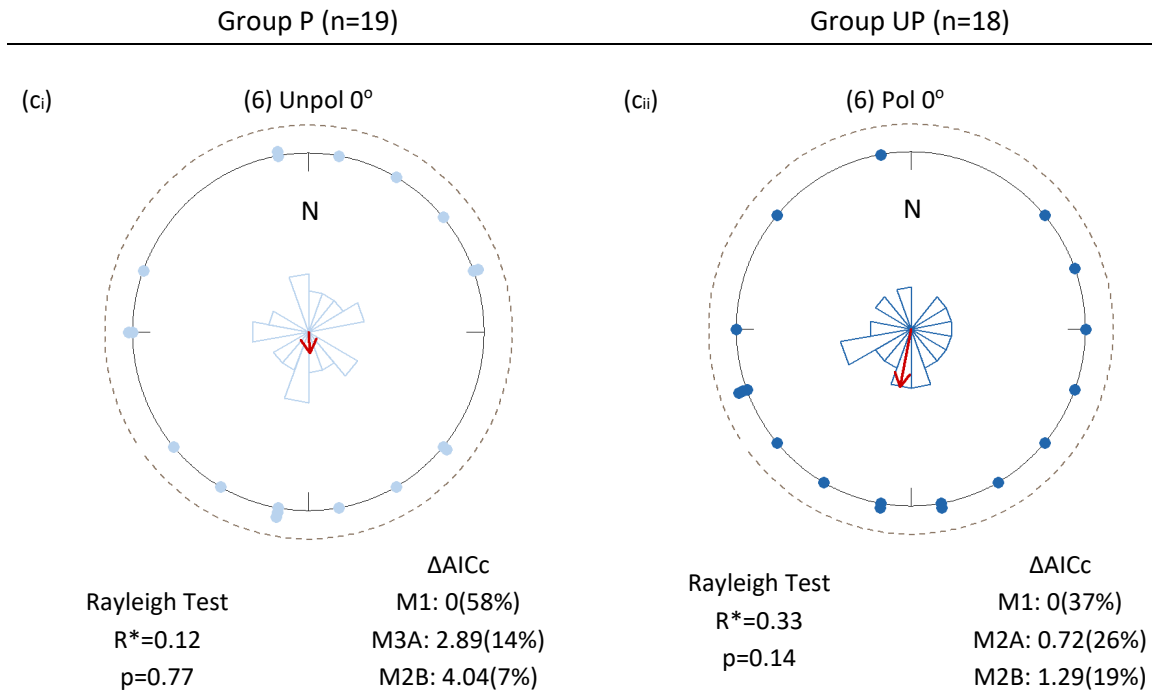 Group P (n=19)
Group UP (n=18)
(ci)
(6) Unpol 0°
(cii)
(6) Pol 0°
N
N
Rayleigh Test
R*=0.12
p=0.77
ΔAICc
M1: 0(58%)
M3A: 2.89(14%)
M2B: 4.04(7%)
Rayleigh Test
R*=0.33
p=0.14
ΔAICc
M1: 0(37%)
M2A: 0.72(26%)
M2B: 1.29(19%)